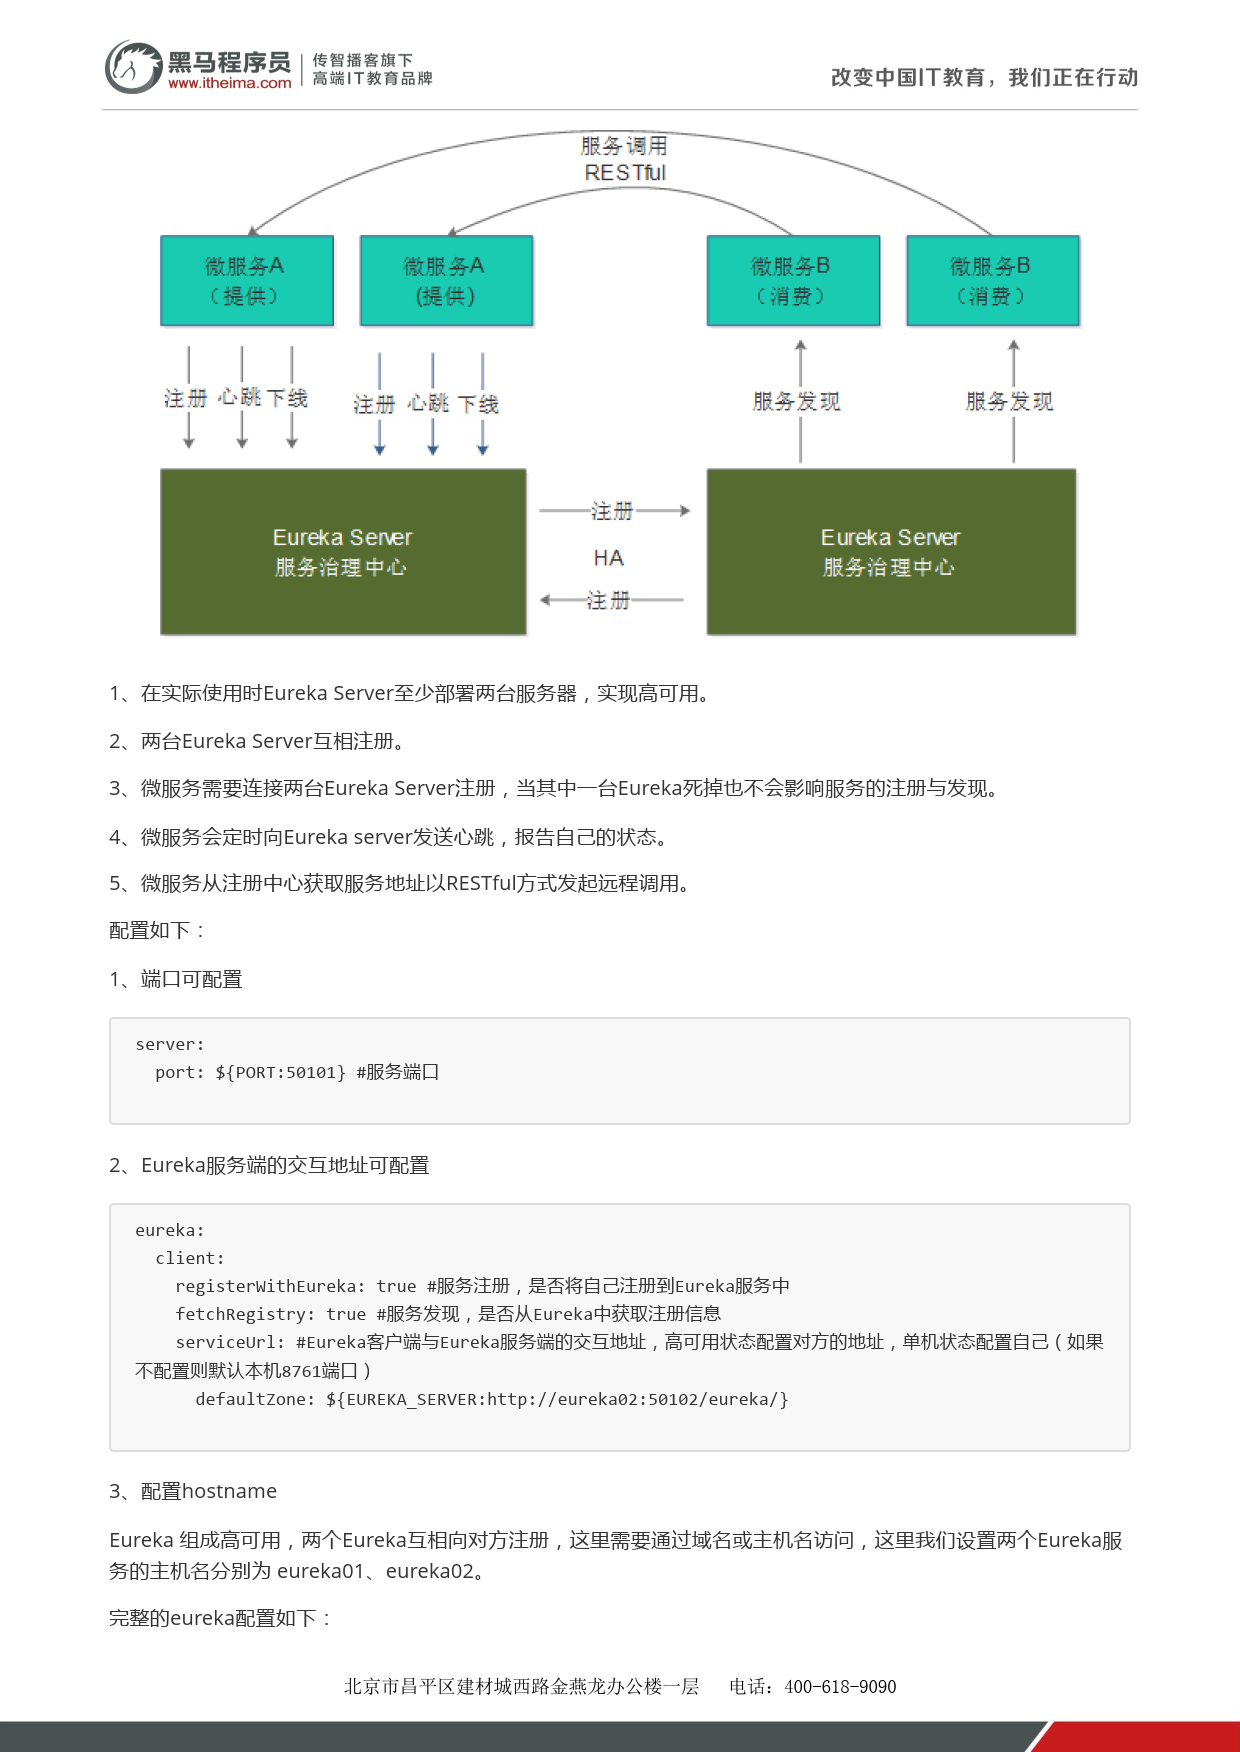 黑马程序员
www.itheima.com
传智播客旗下
高端IT教育品牌
改变中国IT教育，我们正在行动
服务调用
RESTful
微服务A
（提供）
微服务A
(提供)
微服务B
（消费）
微服务B
（消费）
注册 心跳 下线
注册 心跳 下线
服务发现
服务发现
Eureka Server
服务治理中心
注册
HA
注册
Eureka Server
服务治理中心
1、在实际使用时Eureka Server至少部署两台服务器，实现高可用。
2、两台Eureka Server互相注册。
3、微服务需要连接两台Eureka Server注册，当其中一台Eureka死掉也不会影响服务的注册与发现。
4、微服务会定时向Eureka server发送心跳，报告自己的状态。
5、微服务从注册中心获取服务地址以RESTful方式发起远程调用。
配置如下：
1、端口可配置
server:
  port: ${PORT:50101} #服务端口
2、Eureka服务端的交互地址可配置
eureka:
  client:
    registerWithEureka: true #服务注册，是否将自己注册到Eureka服务中
    fetchRegistry: true #服务发现，是否从Eureka中获取注册信息
    serviceUrl: #Eureka客户端与Eureka服务端的交互地址，高可用状态配置对方的地址，单机状态配置自己（如果
不配置则默认本机8761端口）
      defaultZone: ${EUREKA_SERVER:http://eureka02:50102/eureka/}
3、配置hostname
Eureka 组成高可用，两个Eureka互相向对方注册，这里需要通过域名或主机名访问，这里我们设置两个Eureka服
务的主机名分别为 eureka01、eureka02。
完整的eureka配置如下：
北京市昌平区建材城西路金燕龙办公楼一层 电话：400-618-9090